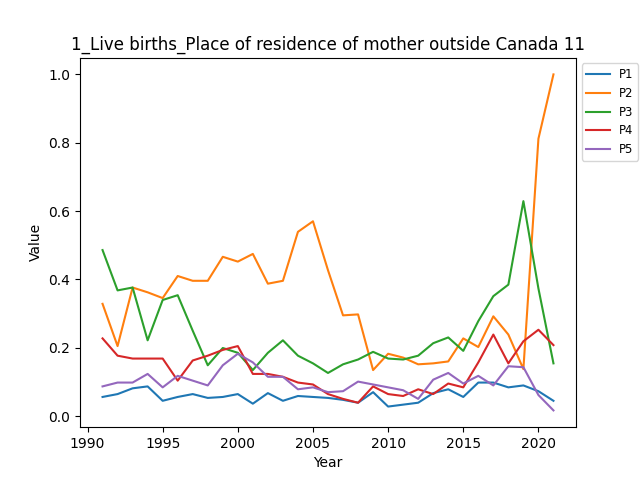 1_Live births_Place of residence of mother outside Canada 11
1.0
0.8
0.6
0.4
0.2
0.0
Value
1990
1995
2000
2005
2010
2015
2020
Year
P1
P2
P3
P4
P5